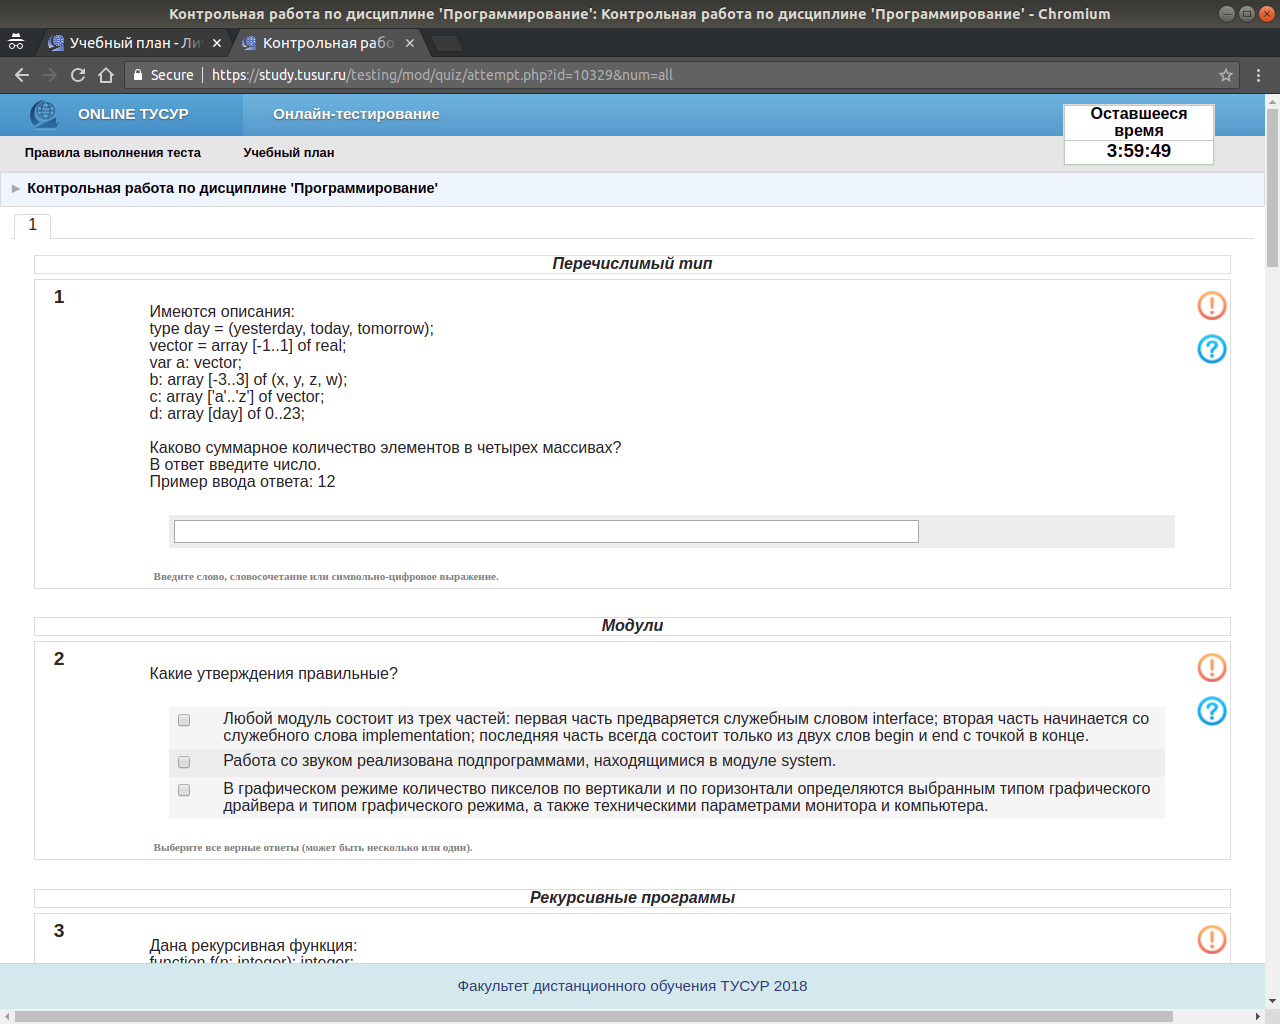 Контрольная работа по дисциплине 'Программирование': Контрольная работа по дисциплине 'Программирование' - Chromium
Учебный план - Ли
Контрольная рабо
Secure | https://study.tusur.ru/testing/mod/quiz/attempt.php?id=10329&num=all
ONLINE ТУСУР
Онлайн-тестирование
Оставшееся
время
3:59:49
Правила выполнения теста
Учебный план
Контрольная работа по дисциплине 'Программирование'
1
Перечислимый тип
1
Имеются описания:
type day = (yesterday, today, tomorrow);
vector = array [-1..1] of real;
var a: vector;
b: array [-3..3] of (x, y, z, w);
c: array ['a'..'z'] of vector;
d: array [day] of 0..23;
Каково суммарное количество элементов в четырех массивах?
В ответ введите число.
Пример ввода ответа: 12
Введите слово, словосочетание или символьно-цифровое выражение.
Модули
2
Какие утверждения правильные?
Любой модуль состоит из трех частей: первая часть предваряется служебным словом interface; вторая часть начинается со
служебного слова implementation; последняя часть всегда состоит только из двух слов begin и end с точкой в конце.
Работа со звуком реализована подпрограммами, находящимися в модуле system.
В графическом режиме количество пикселов по вертикали и по горизонтали определяются выбранным типом графического
драйвера и типом графического режима, а также техническими параметрами монитора и компьютера.
Выберите все верные ответы (может быть несколько или один).
Рекурсивные программы
3
Дана рекурсивная функция:
function f(n: integer): integer;
Факультет дистанционного обучения ТУСУР 2018